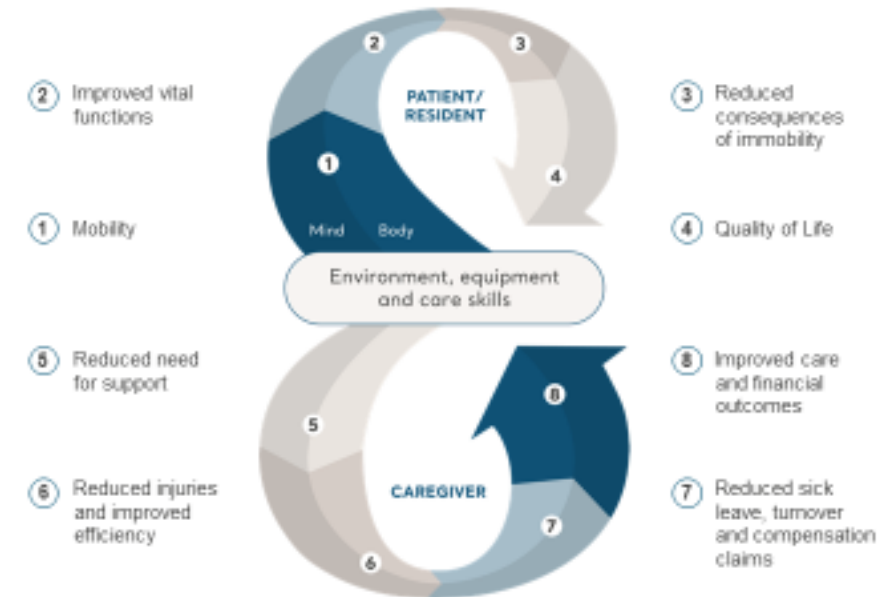 2
3
PATIENT/
RESIDENT
1
4
Mind Body
Environment, equipment
and care skills
5
8
CAREGIVER
7
6
2 Improved vital
functions
1 Mobility
5 Reduced need
for support
6 Reduced injuries
and improved
efficiency
3 Reduced
consequences
of immobility
4 Quality of Life
8 Improved care
and financial
outcomes
7 Reduced sick
leave, turnover
and compensation
claims